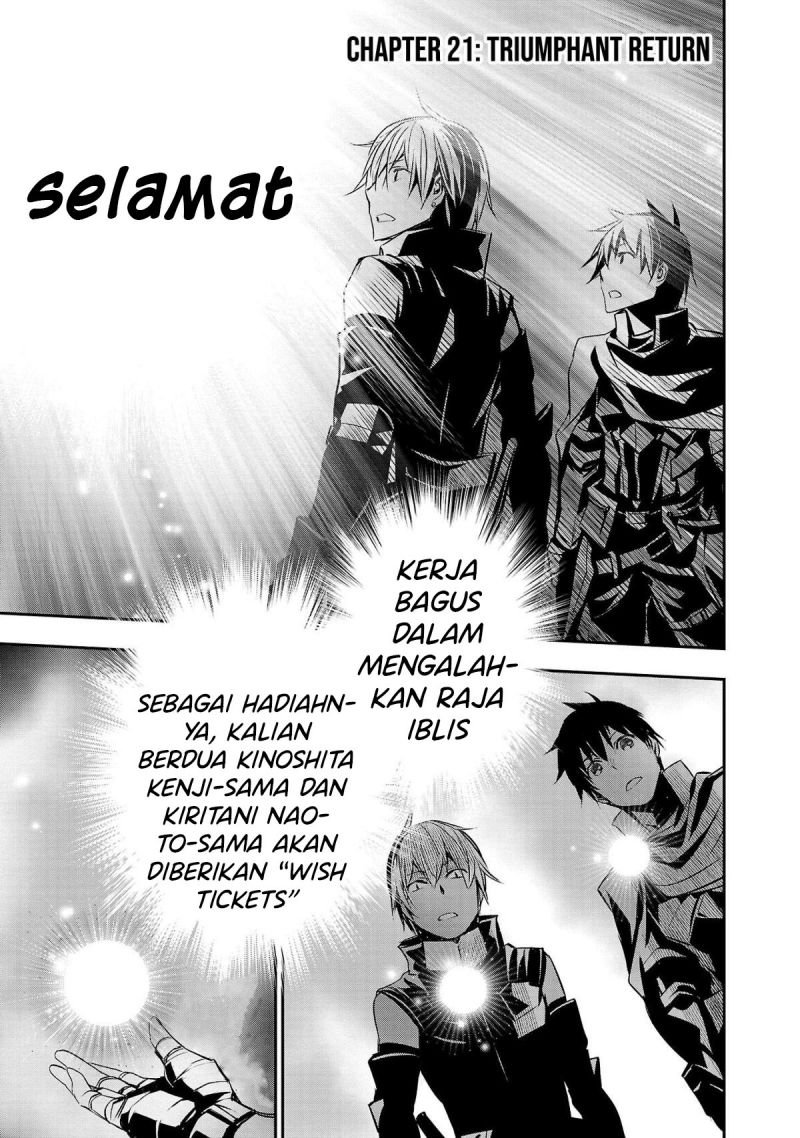 CHAPTER 21: TRIUMPHANT RETURN
Selamat
KERJA
BAGUS
DALAM
MENGALAH-
KAN RAJA
IBLIS
SEBAGAI HADIAHN-
YA, KALIAN
BERDUA KINOSHITA
KENJI-SAMA DAN
KIRITANI NAO-
TO-SAMA AKAN
DIBERIKAN “WISH
TICKETS”